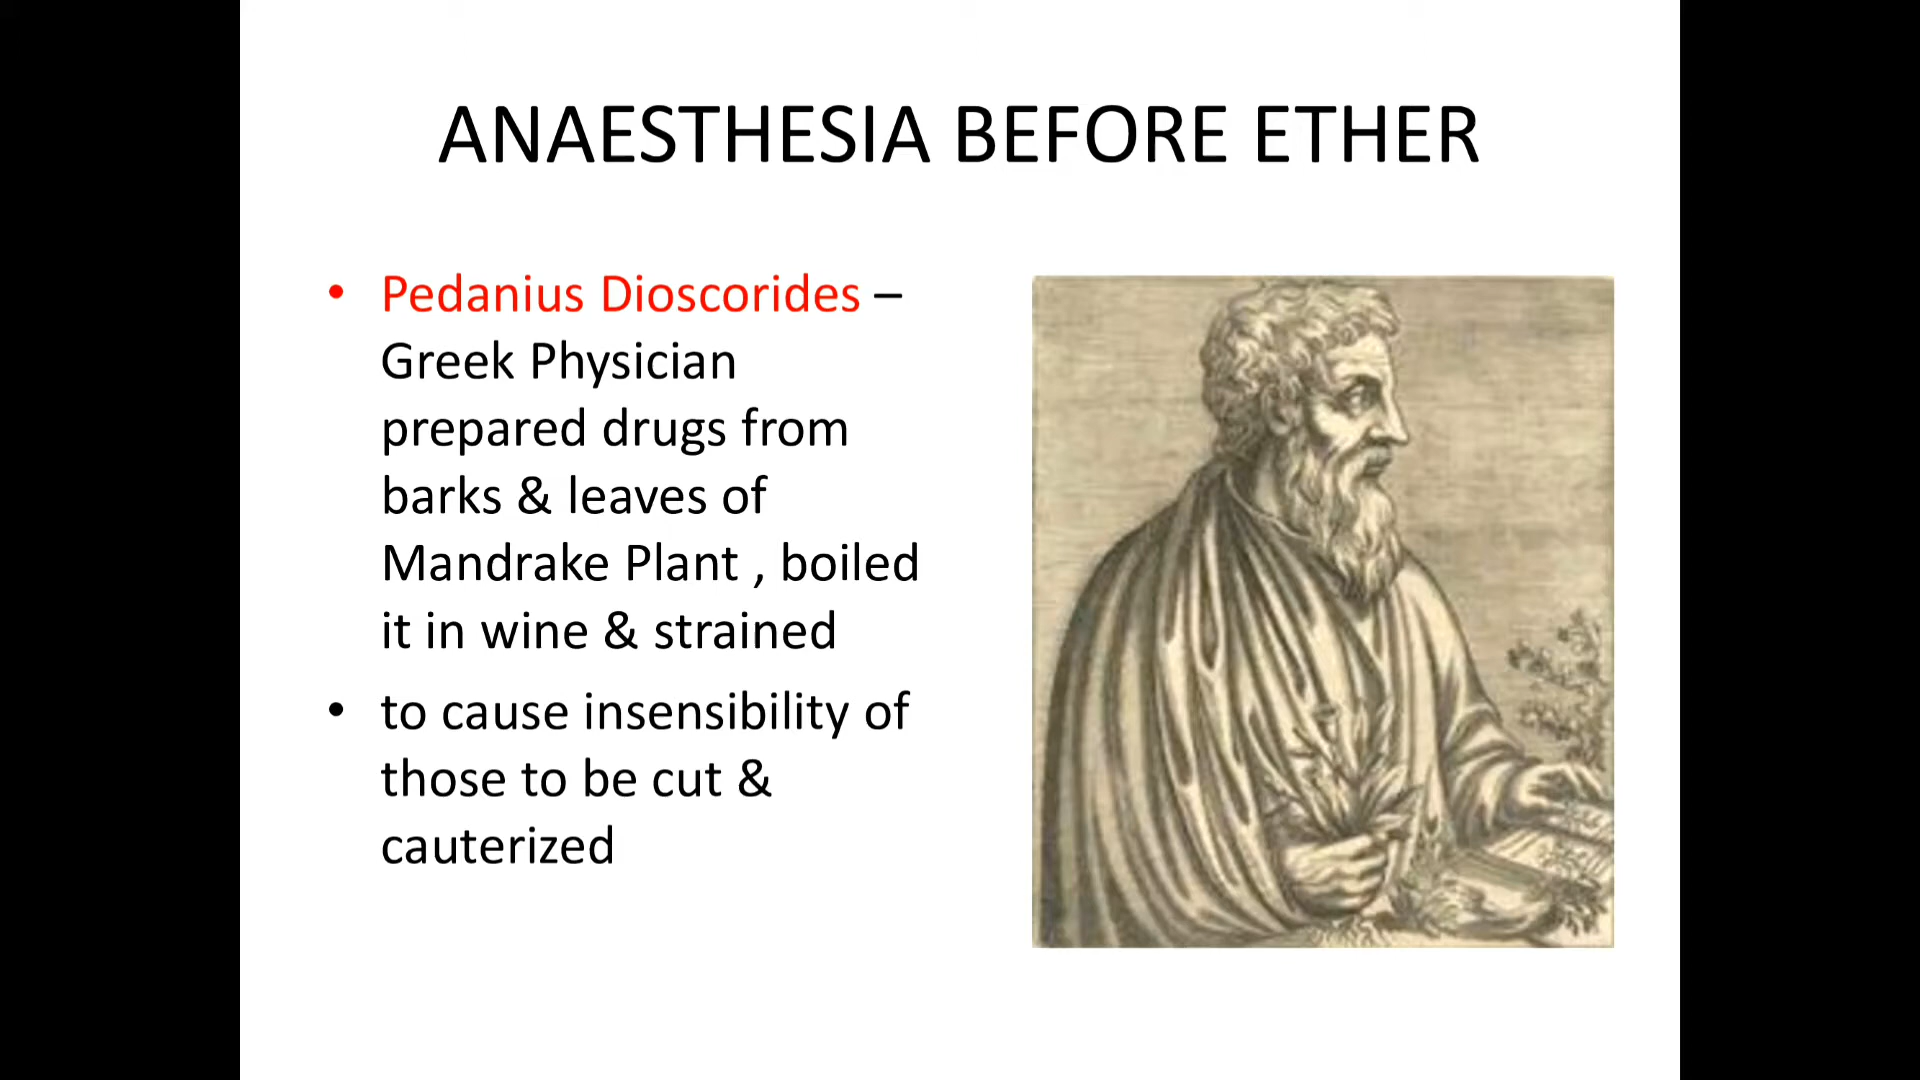 ANAESTHESIA BEFORE ETHER
• Pedanius Dioscorides –
Greek Physician
prepared drugs from
barks & leaves of
Mandrake Plant , boiled
it in wine & strained
• to cause insensibility of
those to be cut &
cauterized